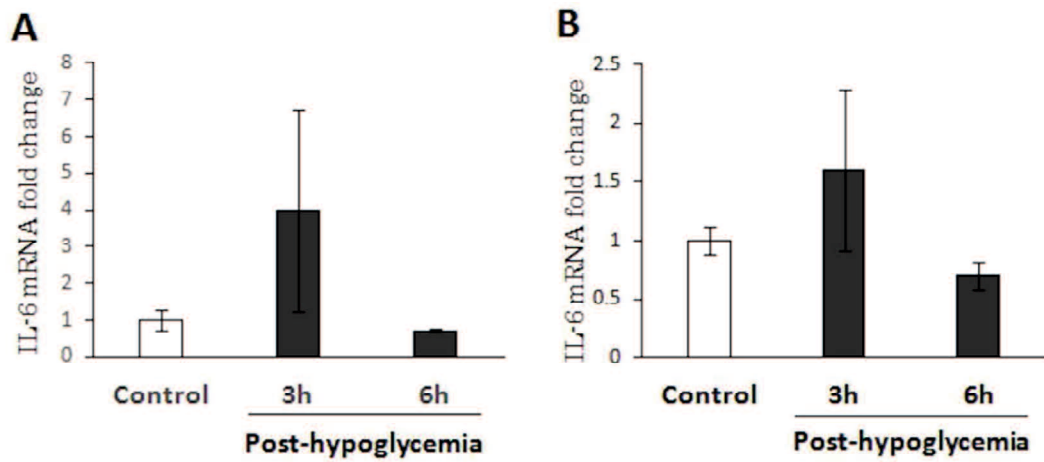 A
IL-6 mRNA fold change
8
7
6
5
4
3
2
1
0
Control
3h
6h
Post-hypoglycemia
B
IL-6 mRNA fold change
2.5
2
1.5
1
0.5
0
Control
3h
6h
Post-hypoglycemia